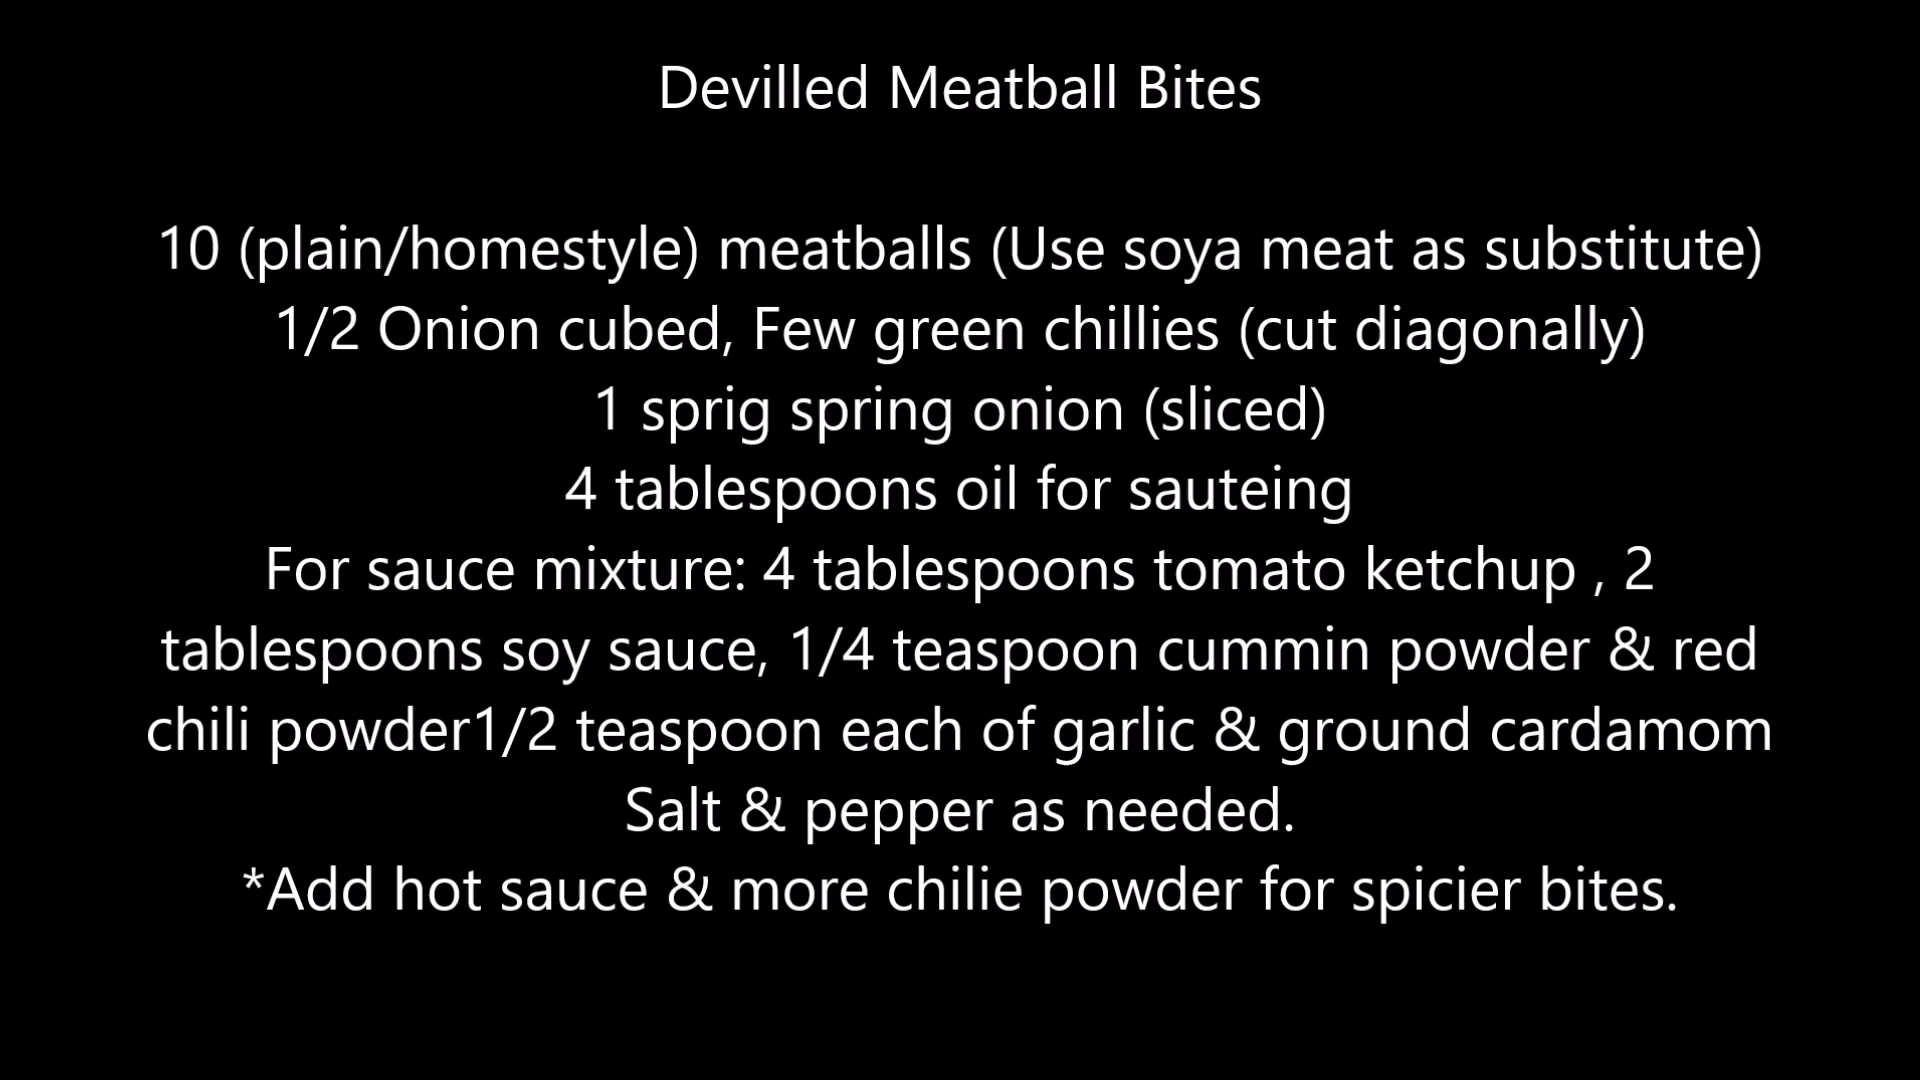 Devilled Meatball Bites
10 (plain/homestyle) meatballs (Use soya meat as substitute)
1/2 Onion cubed, Few green chillies (cut diagonally)
1 sprig spring onion (sliced)
4 tablespoons oil for sauteing
For sauce mixture: 4 tablespoons tomato ketchup , 2
tablespoons soy sauce, 1/4 teaspoon cummin powder & red
chili powder1/2 teaspoon each of garlic & ground cardamom
Salt & pepper as needed.
*Add hot sauce & more chilie powder for spicier bites.